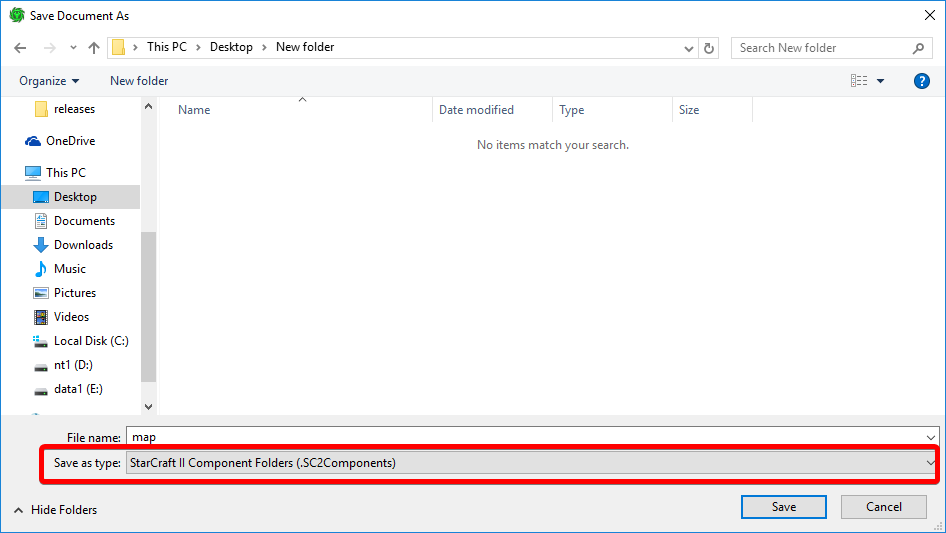 Save Document As
This PC Desktop New folder
Search New folder
Organize New folder
Name Date modified Type Size
No items match your search.
releases
OneDrive
This PC
Desktop
Documents
Downloads
Music
Pictures
Videos
Local Disk (C:)
nt1 (D:)
data1 (E:)
File name: map
Save as type: StarCraft II Component Folders (.SC2Components)
Hide Folders
Save Cancel